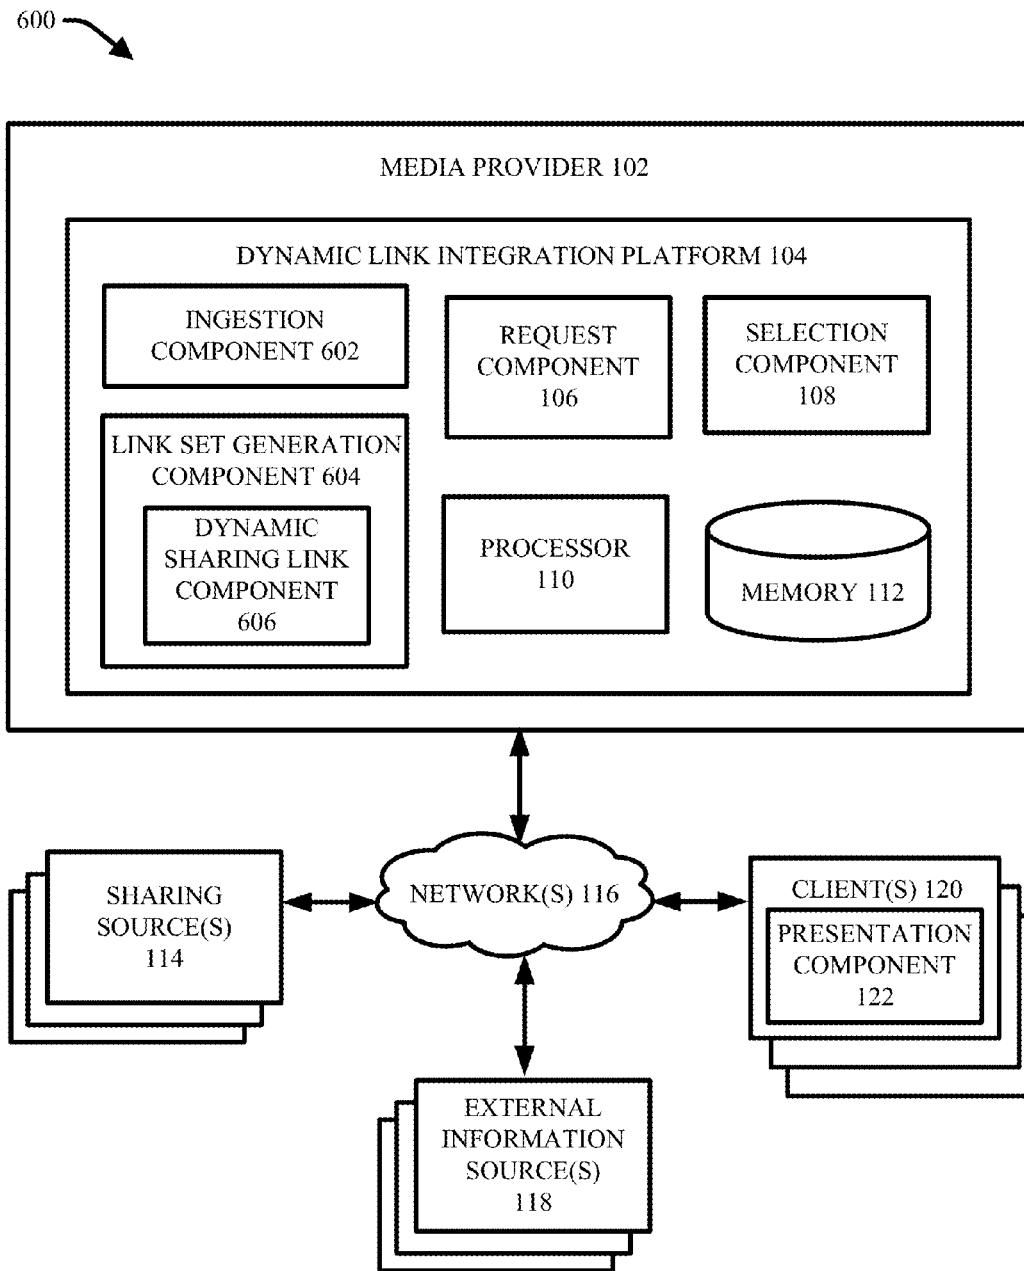 600
MEDIA PROVIDER 102
DYNAMIC LINK INTEGRATION PLATFORM 104
INGESTION
COMPONENT 602
REQUEST
COMPONENT
106
SELECTION
COMPONENT
108
LINK SET GENERATION
COMPONENT 604
DYNAMIC
SHARING LINK
COMPONENT
606
PROCESSOR
110
MEMORY 112
SHARING
SOURCE(S)
114
NETWORK(S) 116
CLIENT(S) 120
PRESENTATION
COMPONENT
122
EXTERNAL
INFORMATION
SOURCE(S)
118